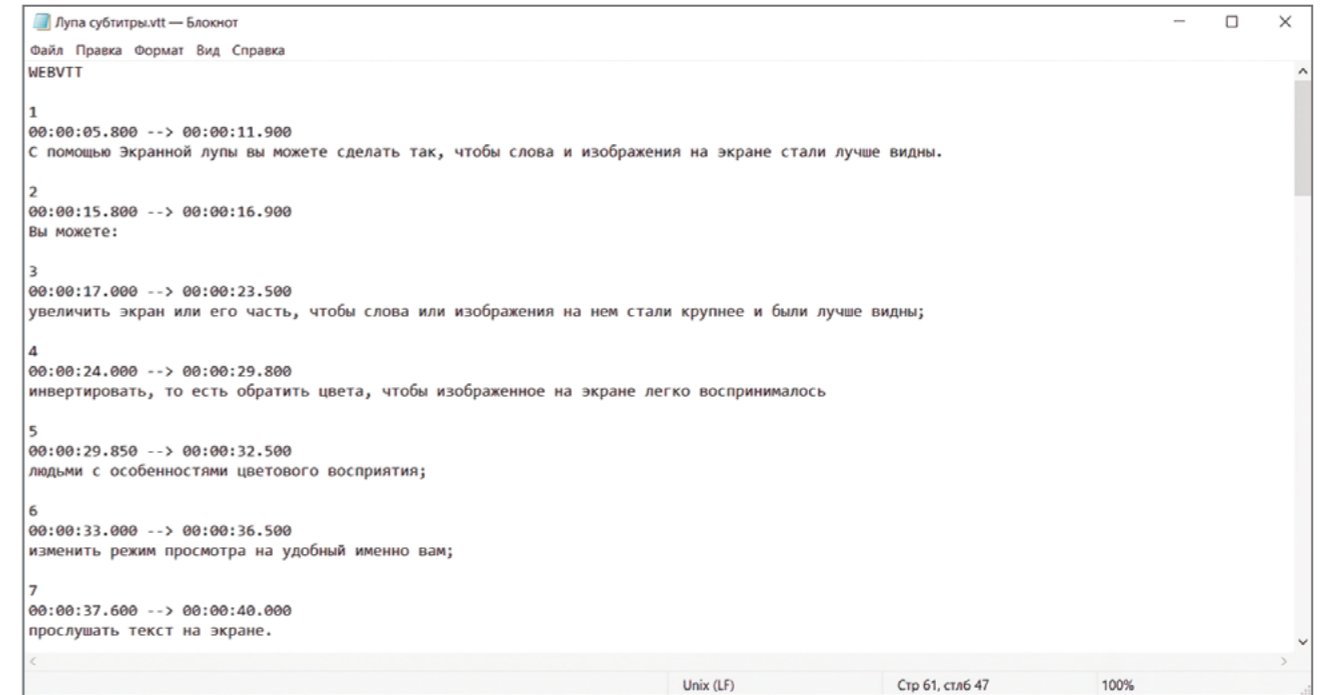 Лупа субтитры.vtt — Блокнот
Файл Правка Формат Вид Справка
WEBVTT
1
00:00:05.800 --> 00:00:11.900
С помощью Экранной лупы вы можете сделать так, чтобы слова и изображения на экране стали лучше видны.
2
00:00:15.800 --> 00:00:16.900
Вы можете:
3
00:00:17.000 --> 00:00:23.500
увеличить экран или его часть, чтобы слова или изображения на нем стали крупнее и были лучше видны;
4
00:00:24.000 --> 00:00:29.800
инвертировать, то есть обратить цвета, чтобы изображенное на экране легко воспринималось
5
00:00:29.850 --> 00:00:32.500
людьми с особенностями цветового восприятия;
6
00:00:33.000 --> 00:00:36.500
изменить режим просмотра на удобный именно вам;
7
00:00:37.600 --> 00:00:40.000
прослушать текст на экране.
Unix (LF) Стр 61, стлб 47 100%